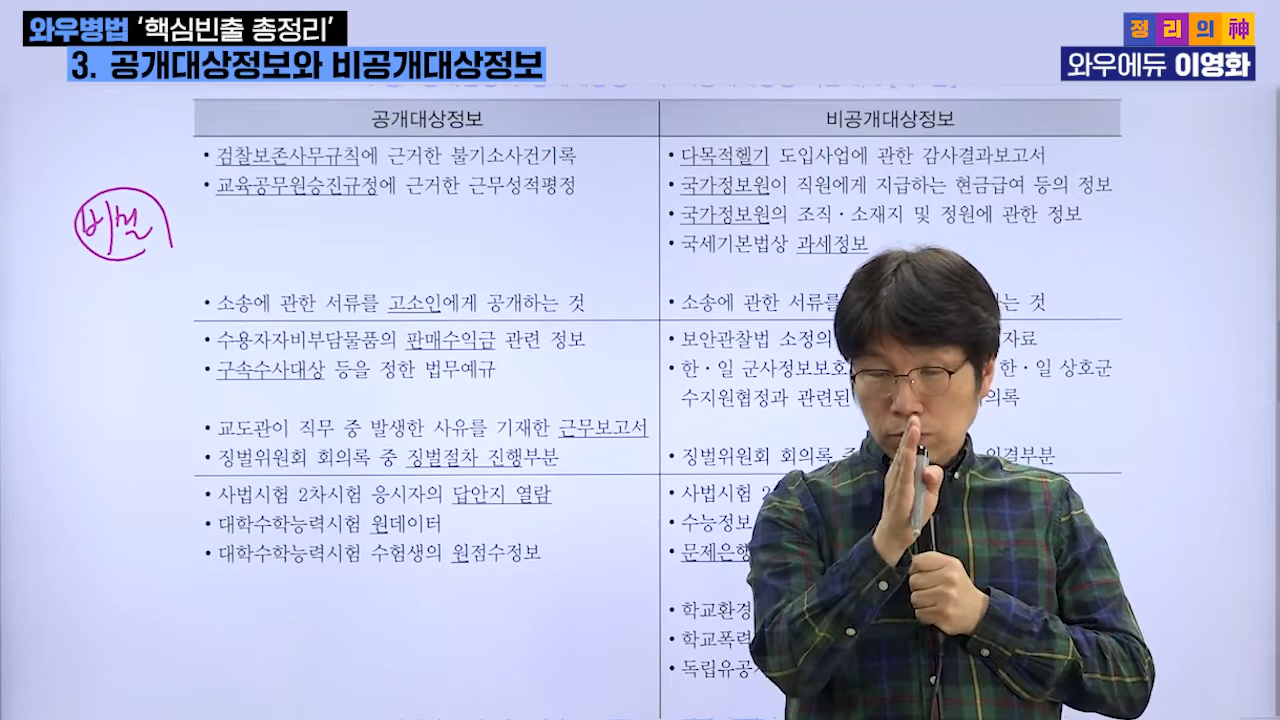 와우병법 '핵심빈출 총정리'
3. 공개대상정보와 비공개대상정보
정리의神
와우에듀 이영화
공개대상정보
비공개대상정보
• 검찰보존사무규칙에 근거한 불기소사건기록
• 교육공무원승진규정에 근거한 근무성적평정
• 소송에 관한 서류를 고소인에게 공개하는 것
• 수용자자비부담물품의 판매수익금 관련 정보
• 구속수사대상 등을 정한 법무예규
• 교도관이 직무 중 발생한 사유를 기재한 근무보고서
• 징벌위원회 회의록 중 징벌절차 진행부분
• 사법시험 2차시험 응시자의 답안지 열람
• 대학수학능력시험 원데이터
• 대학수학능력시험 수험생의 원점수정보
• 다목적헬기 도입사업에 관한 감사결과보고서
• 국가정보원이 직원에게 지급하는 현금급여 등의 정보
• 국가정보원의 조직·소재지 및 정원에 관한 정보
• 국세기본법상 과세정보
• 소송에 관한 서류를 는 것
• 보안관찰법 소정의 자료
• 한·일 군사정보보호 한·일 상호군
수지원협정과 관련된 의록
• 징벌위원회 회의록 의결부분
• 사법시험
• 수능정보
• 문제은행
• 학교환경
• 학교폭력
• 독립유공